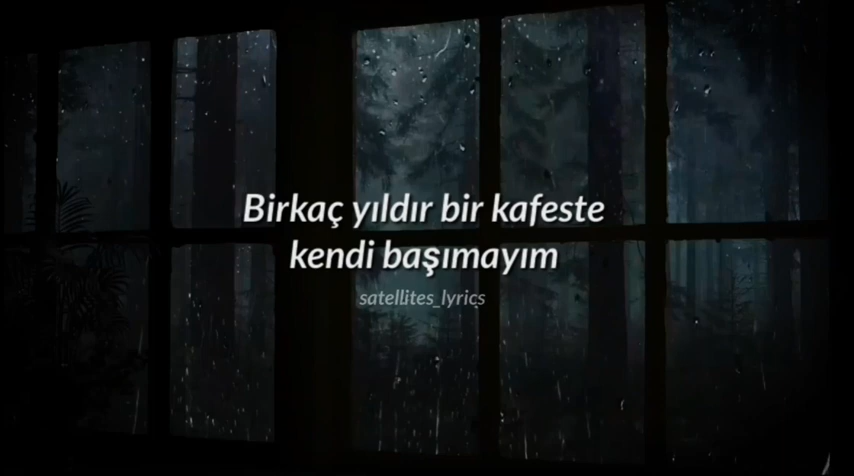 Birkaç yıldır bir kafeste
kendi başımayım
satellites_lyrics